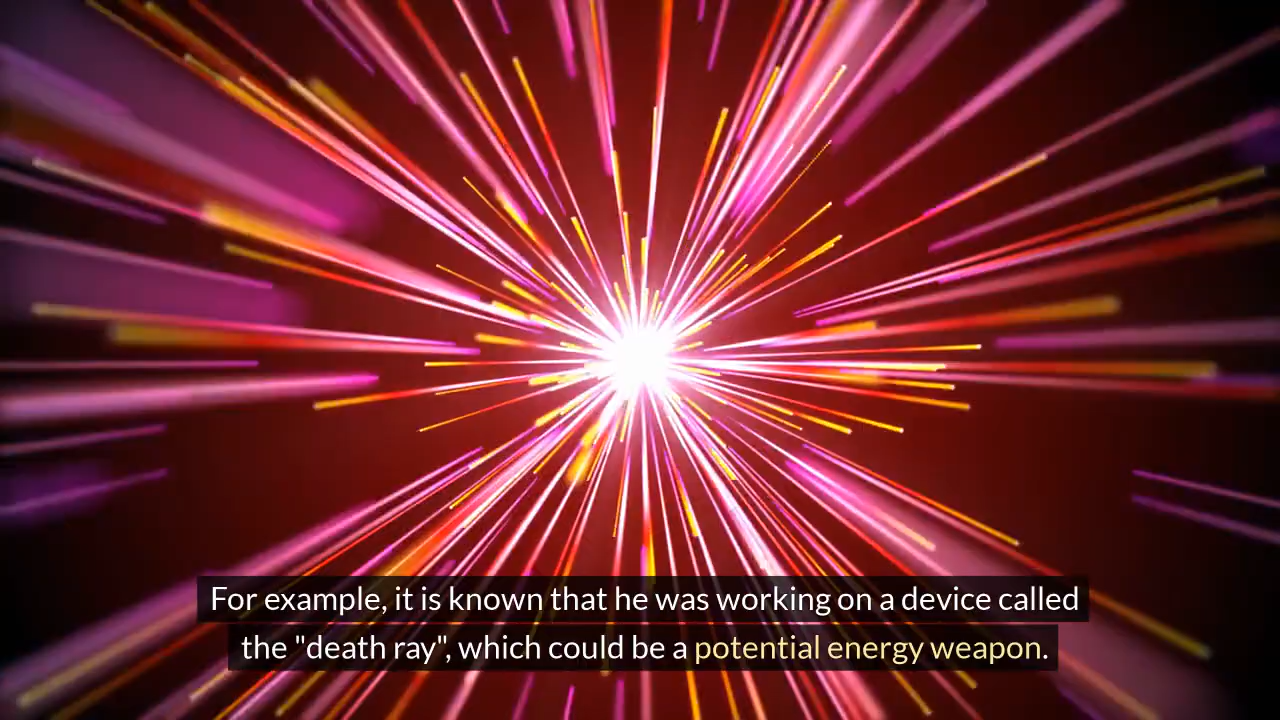 For example, it is known that he was working on a device called
the "death ray", which could be a potential energy weapon.